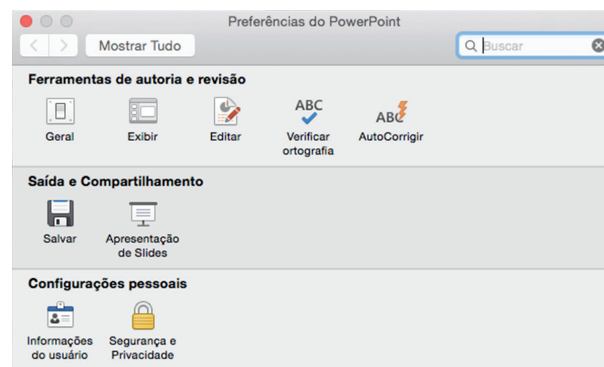 Preferências do PowerPoint
Mostrar Tudo
Buscar
Ferramentas de autoria e revisão
ABC
ABC
Geral
Exibir
Editar
Verificar
ortografia
AutoCorrigir
Saída e Compartilhamento
Salvar
Apresentação
de Slides
Configurações pessoais
Informações
do usuário
Segurança e
Privacidade